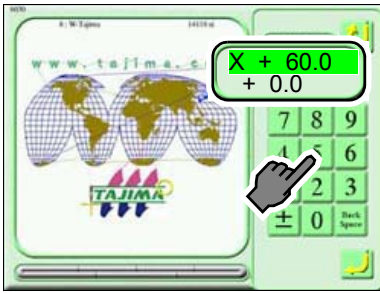 6030
6 : W-Tajima 14110 st
www.tajima.c
X + 60.0
+ 0.0
TAJIMA
7 8 9
4 5 6
2 3
± 0 Back Space